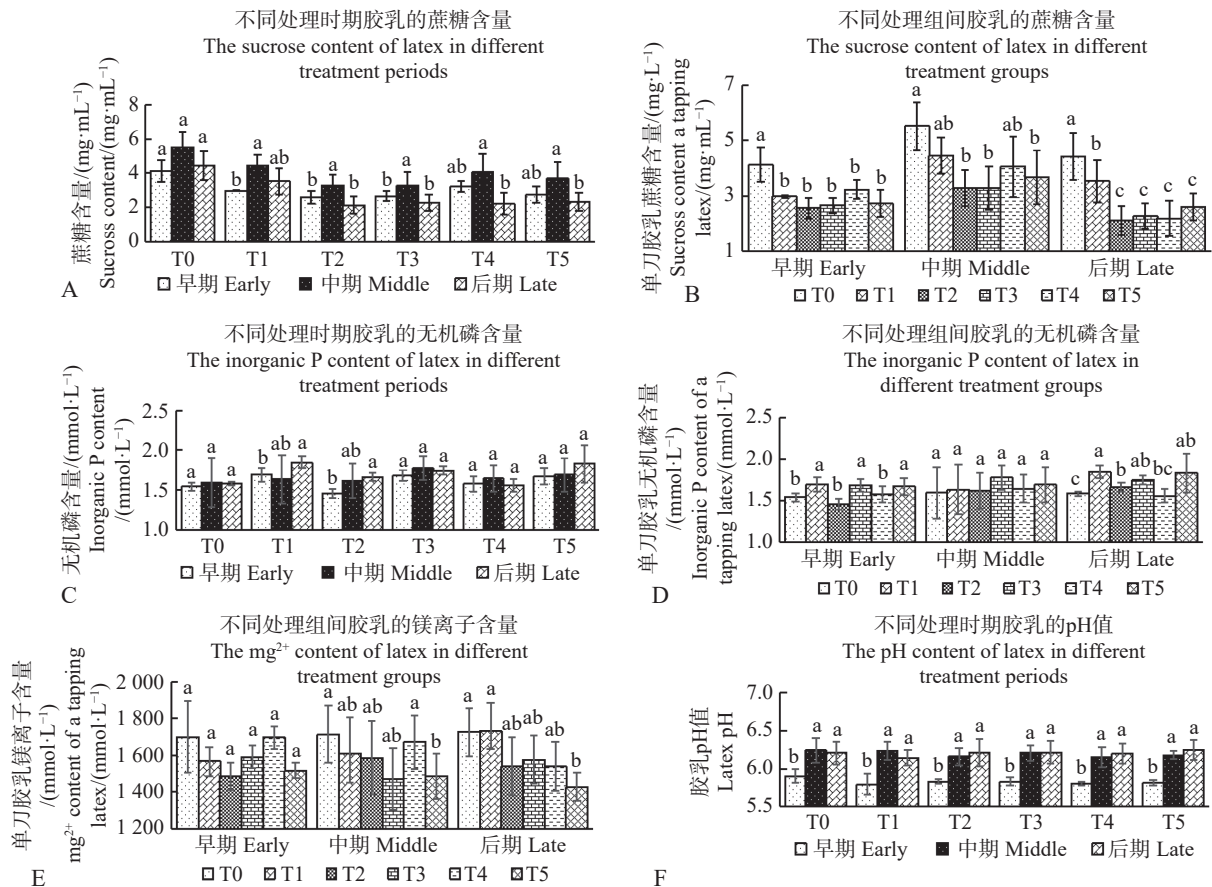 不同处理时期胶乳的蔗糖含量
The sucrose content of latex in different
treatment periods
蔗糖含量/(mg·mL⁻¹)
Sucross content/(mg·mL⁻¹)
8
6
4
2
0
a a a
b a ab
b a b
b a b
ab a b
b a b
T0 T1 T2 T3 T4 T5
早期 Early 中期 Middle 后期 Late
A
不同处理组间胶乳的蔗糖含量
The sucrose content of latex in different
treatment groups
单刀胶乳蔗糖含量/(mg·L⁻¹)
Sucross content a tapping
latex/(mg·mL⁻¹)
7
5
3
1
a b b b b b
a ab b b ab b
a b c c c c
早期 Early 中期 Middle 后期 Late
T0 T1 T2 T3 T4 T5
B
不同处理时期胶乳的无机磷含量
The inorganic P content of latex in different
treatment periods
无机磷含量/(mmol·L⁻¹)
Inorganic P content
/(mmol·L⁻¹)
2.5
2.0
1.5
1.0
a a a
b ab a
b ab a
a a a
a a a
a a a
T0 T1 T2 T3 T4 T5
早期 Early 中期 Middle 后期 Late
C
不同处理组间胶乳的无机磷含量
The inorganic P content of latex in
different treatment groups
单刀胶乳无机磷含量
/(mmol·L⁻¹)
Inorganic P content of a
tapping latex/(mmol·L⁻¹)
2.5
2.0
1.5
1.0
b a b a b a
a a a a a a
c a b ab bc ab
早期 Early 中期 Middle 后期 Late
T0 T1 T2 T3 T4 T5
D
不同处理组间胶乳的镁离子含量
The mg²⁺ content of latex in different
treatment groups
单刀胶乳镁离子含量
/(mmol·L⁻¹)
mg²⁺ content of a tapping
latex/(mmol·L⁻¹)
2 000
1 800
1 600
1 400
1 200
a a a a a a
a ab ab ab a b
a a ab ab ab b
早期 Early 中期 Middle 后期 Late
T0 T1 T2 T3 T4 T5
E
不同处理时期胶乳的pH值
The pH content of latex in different
treatment periods
胶乳pH值
Latex pH
7.0
6.5
6.0
5.5
b a a
b a a
b a a
b a a
b a a
b a a
T0 T1 T2 T3 T4 T5
早期 Early 中期 Middle 后期 Late
F